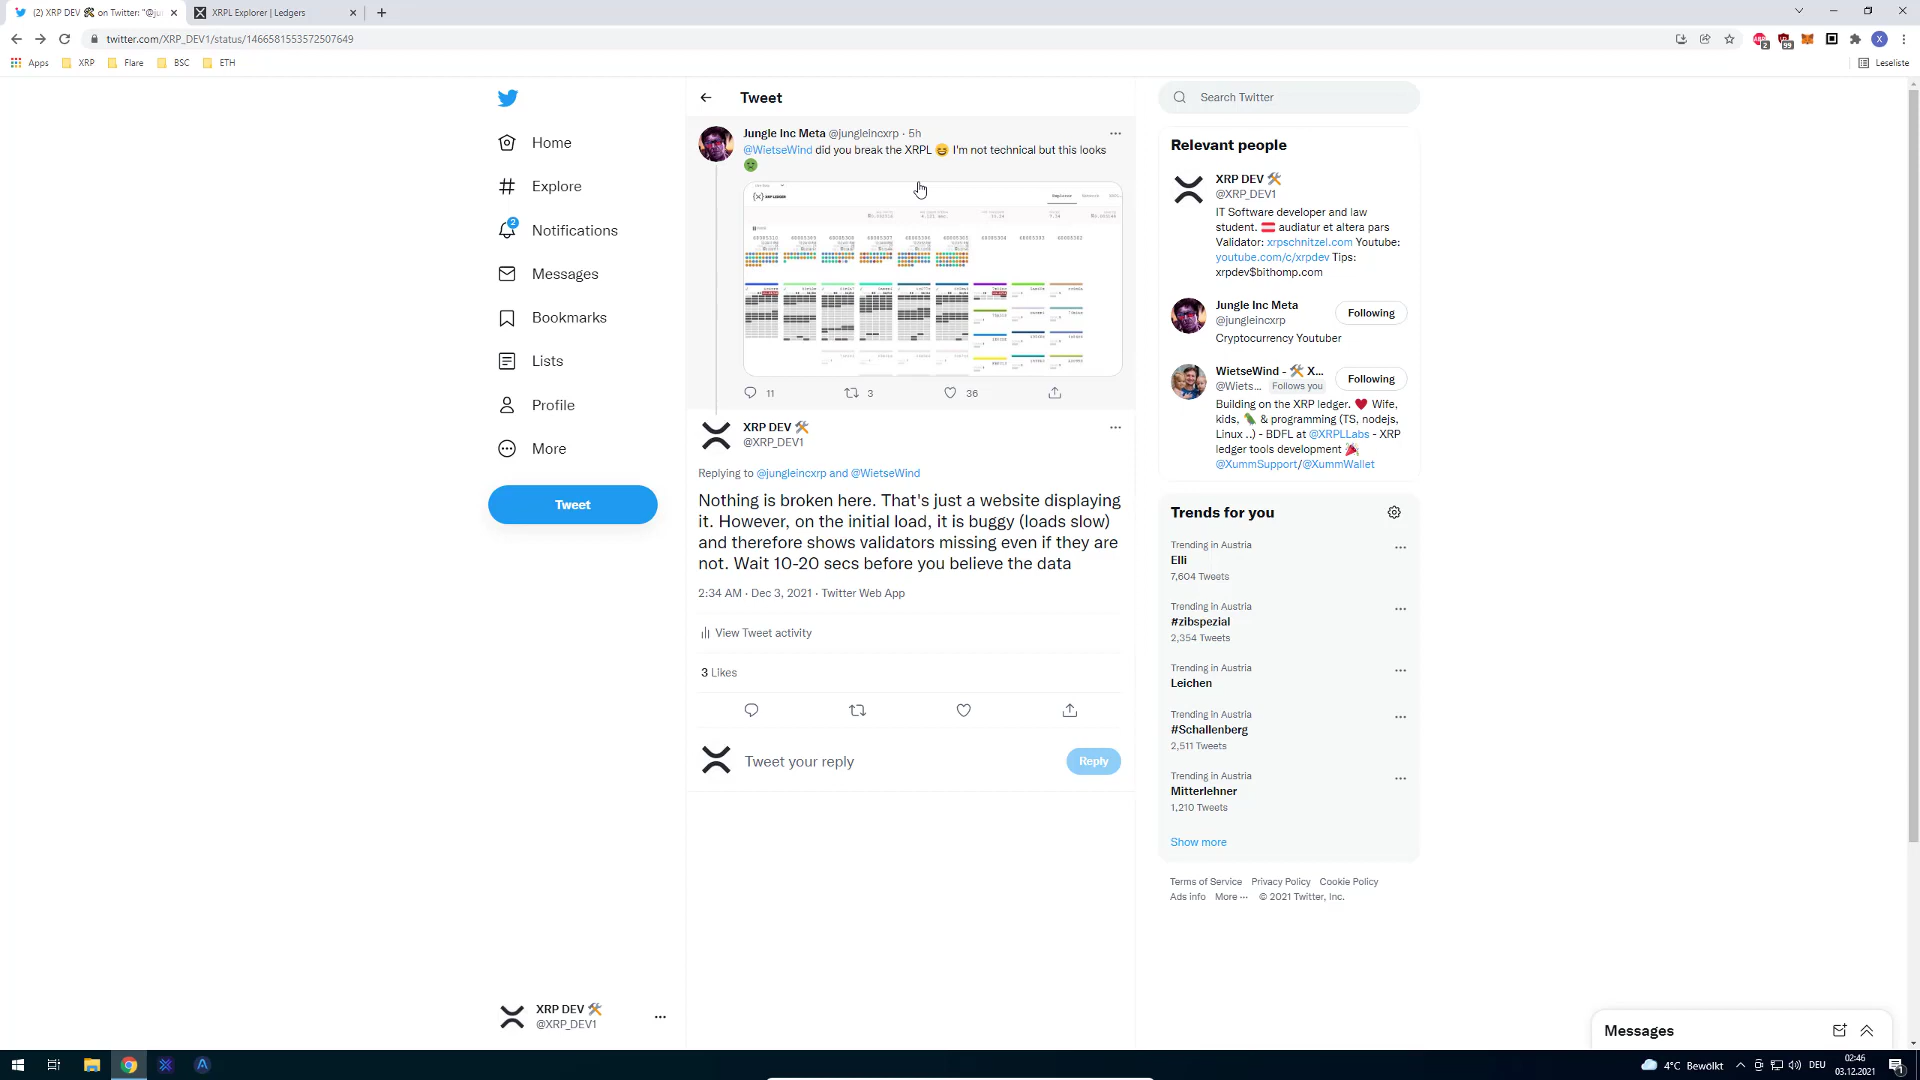 (2) XRP DEV 🛠 on Twitter: "@ju
XRPL Explorer | Ledgers
twitter.com/XRP_DEV1/status/1466581553572507649
Apps
XRP
Flare
BSC
ETH
Leseliste
Tweet
Search Twitter
Home
Explore
2
Notifications
Messages
Bookmarks
Lists
Profile
More
Tweet
Jungle Inc Meta @jungleincxrp · 5h
@WietseWind did you break the XRPL 😅 I'm not technical but this looks
🤢
XRP LEDGER
11
3
36
XRP DEV 🛠
@XRP_DEV1
Replying to @jungleincxrp and @WietseWind
Nothing is broken here. That's just a website displaying
it. However, on the initial load, it is buggy (loads slow)
and therefore shows validators missing even if they are
not. Wait 10-20 secs before you believe the data
2:34 AM · Dec 3, 2021 · Twitter Web App
View Tweet activity
3 Likes
Tweet your reply
Reply
Relevant people
XRP DEV 🛠
@XRP_DEV1
IT Software developer and law
student. 🇦🇹 audiatur et altera pars
Validator: xrpschnitzel.com Youtube:
youtube.com/c/xrpdev Tips:
xrpdev$bithomp.com
Jungle Inc Meta
@jungleincxrp
Following
Cryptocurrency Youtuber
WietseWind - 🛠 X...
@Wiets... Follows you
Following
Building on the XRP ledger. ❤️ Wife,
kids, 🦜 & programming (TS, nodejs,
Linux ..) - BDFL at @XRPLLabs - XRP
ledger tools development 🎉
@XummSupport/@XummWallet
Trends for you
Trending in Austria
Elli
7,604 Tweets
Trending in Austria
#zibspezial
2,354 Tweets
Trending in Austria
Leichen
Trending in Austria
#Schallenberg
2,511 Tweets
Trending in Austria
Mitterlehner
1,210 Tweets
Show more
Terms of Service Privacy Policy Cookie Policy
Ads info More ··· © 2021 Twitter, Inc.
XRP DEV 🛠
@XRP_DEV1
Messages
4°C Bewölkt
DEU
02:46
03.12.2021